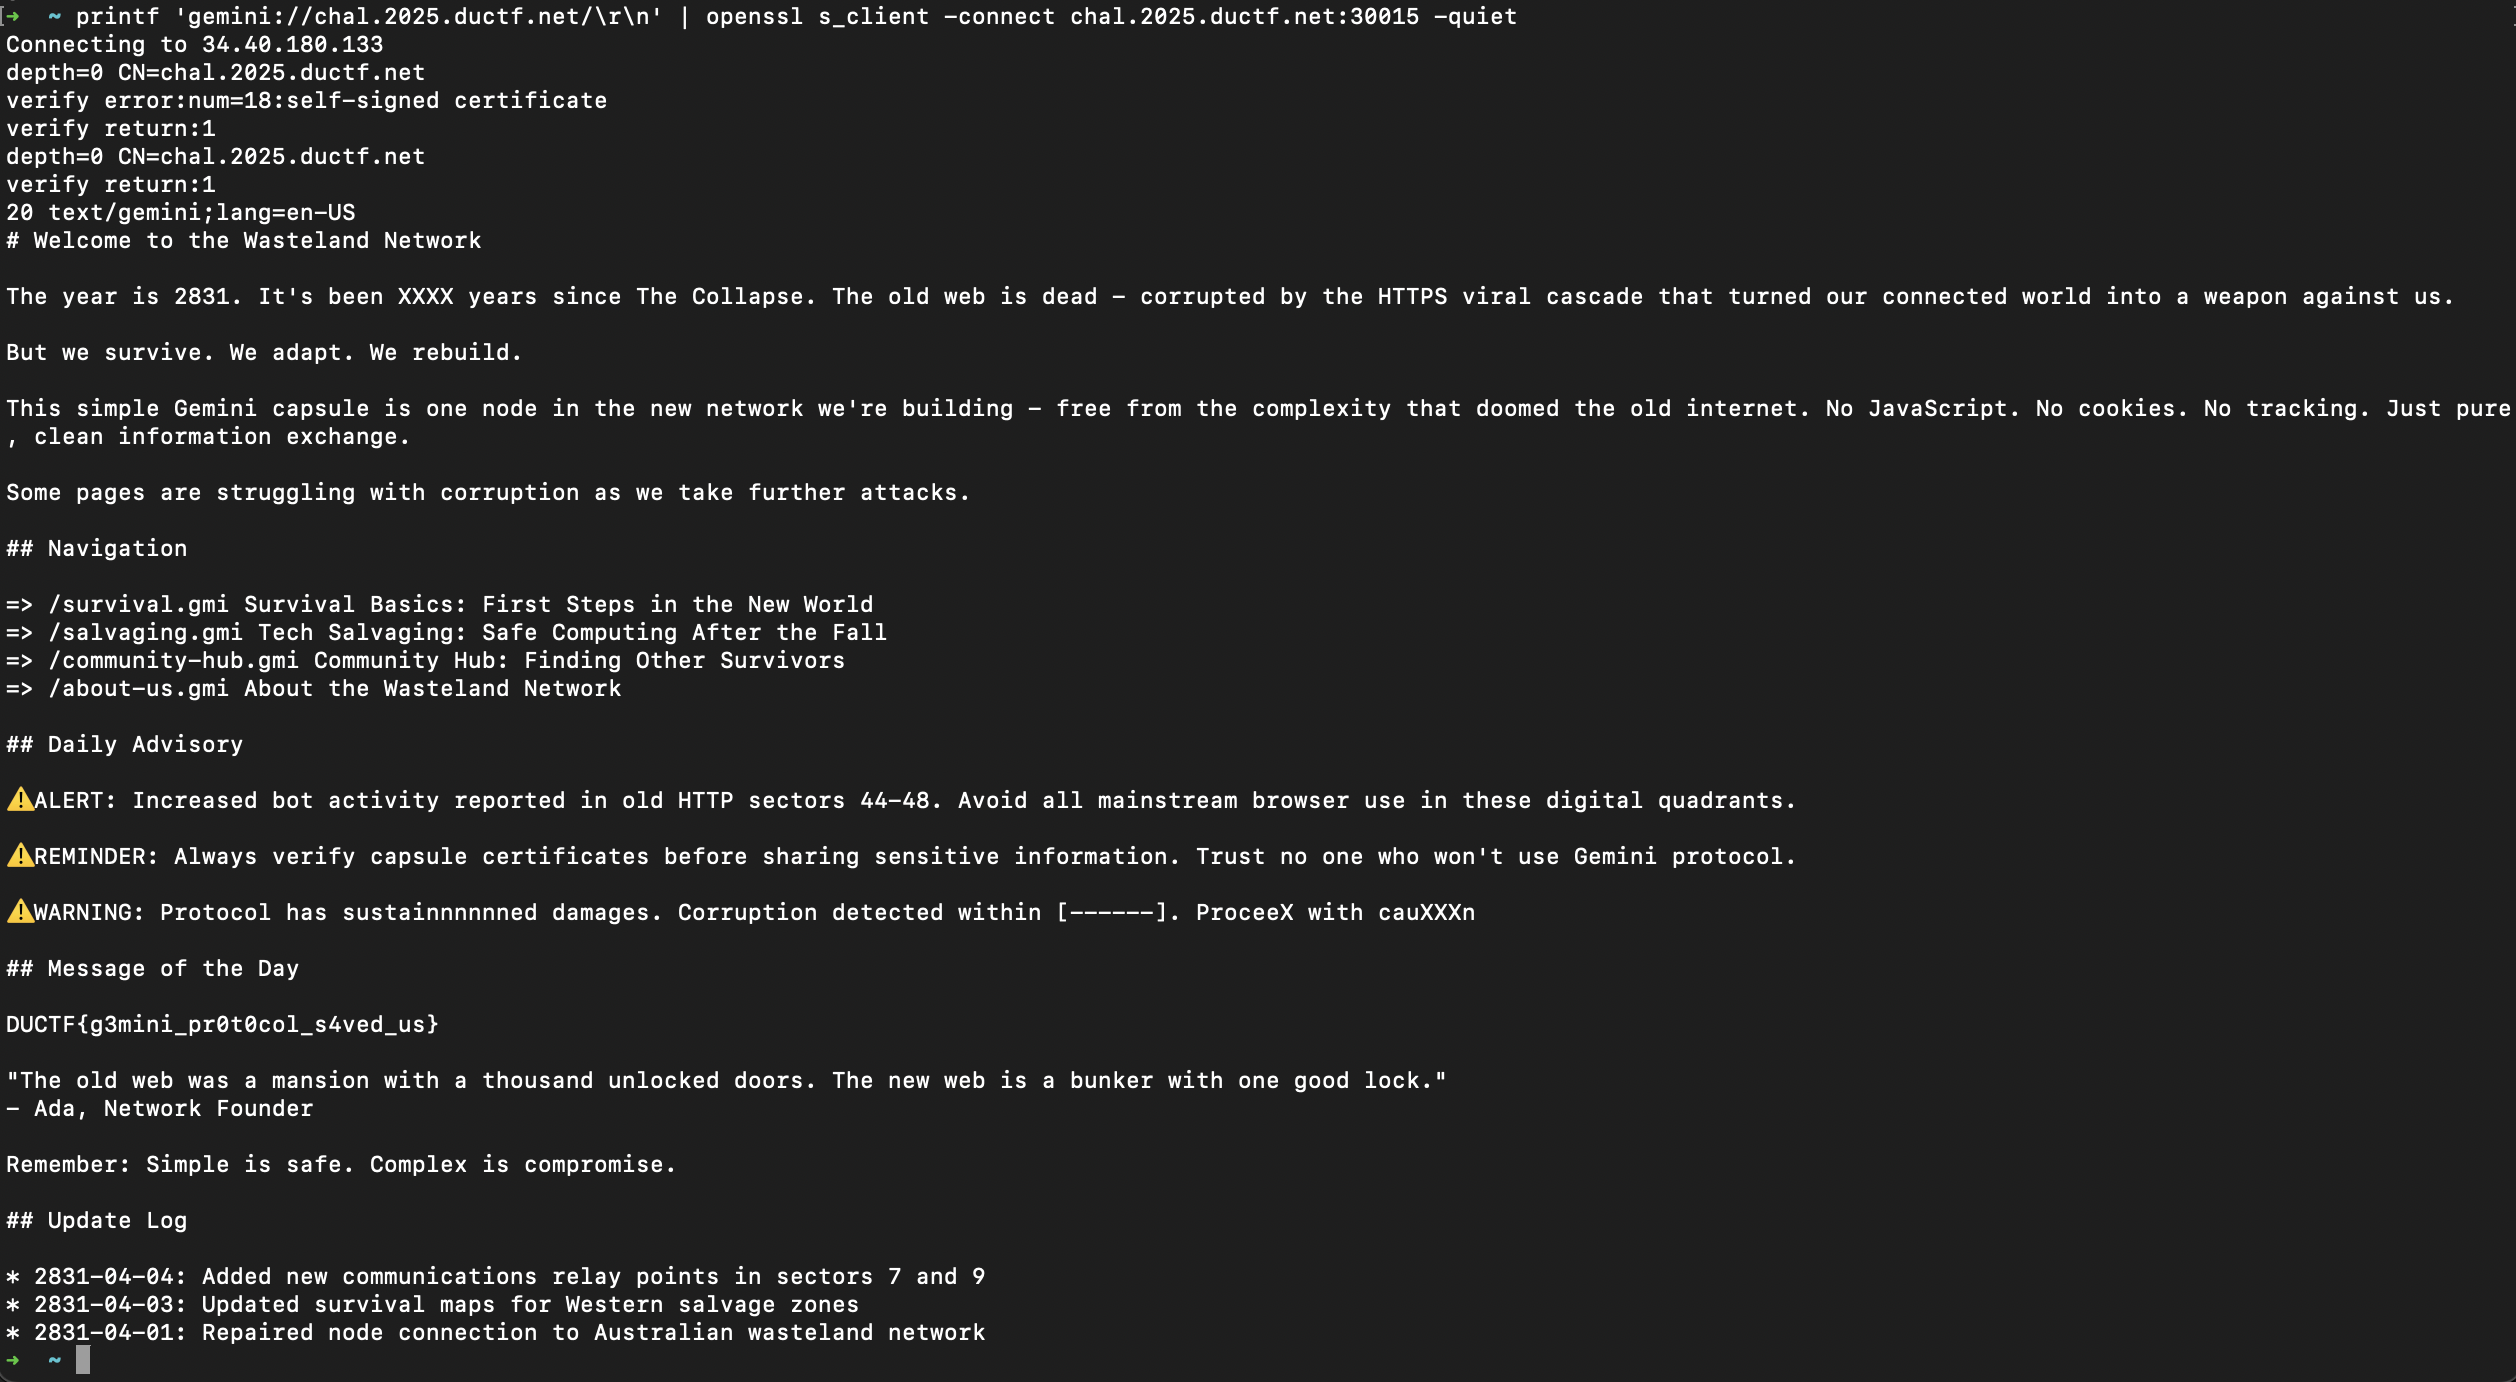 ➜  ~ printf 'gemini://chal.2025.ductf.net/\r\n' | openssl s_client -connect chal.2025.ductf.net:30015 -quiet
Connecting to 34.40.180.133
depth=0 CN=chal.2025.ductf.net
verify error:num=18:self-signed certificate
verify return:1
depth=0 CN=chal.2025.ductf.net
verify return:1
20 text/gemini;lang=en-US
# Welcome to the Wasteland Network
The year is 2831. It's been XXXX years since The Collapse. The old web is dead - corrupted by the HTTPS viral cascade that turned our connected world into a weapon against us.
But we survive. We adapt. We rebuild.
This simple Gemini capsule is one node in the new network we're building - free from the complexity that doomed the old internet. No JavaScript. No cookies. No tracking. Just pure
, clean information exchange.
Some pages are struggling with corruption as we take further attacks.
## Navigation
=> /survival.gmi Survival Basics: First Steps in the New World
=> /salvaging.gmi Tech Salvaging: Safe Computing After the Fall
=> /community-hub.gmi Community Hub: Finding Other Survivors
=> /about-us.gmi About the Wasteland Network
## Daily Advisory
⚠️ALERT: Increased bot activity reported in old HTTP sectors 44-48. Avoid all mainstream browser use in these digital quadrants.
⚠️REMINDER: Always verify capsule certificates before sharing sensitive information. Trust no one who won't use Gemini protocol.
⚠️WARNING: Protocol has sustainnnnnned damages. Corruption detected within [------]. ProceeX with cauXXXn
## Message of the Day
DUCTF{g3mini_pr0t0col_s4ved_us}
"The old web was a mansion with a thousand unlocked doors. The new web is a bunker with one good lock."
- Ada, Network Founder
Remember: Simple is safe. Complex is compromise.
## Update Log
* 2831-04-04: Added new communications relay points in sectors 7 and 9
* 2831-04-03: Updated survival maps for Western salvage zones
* 2831-04-01: Repaired node connection to Australian wasteland network
➜  ~